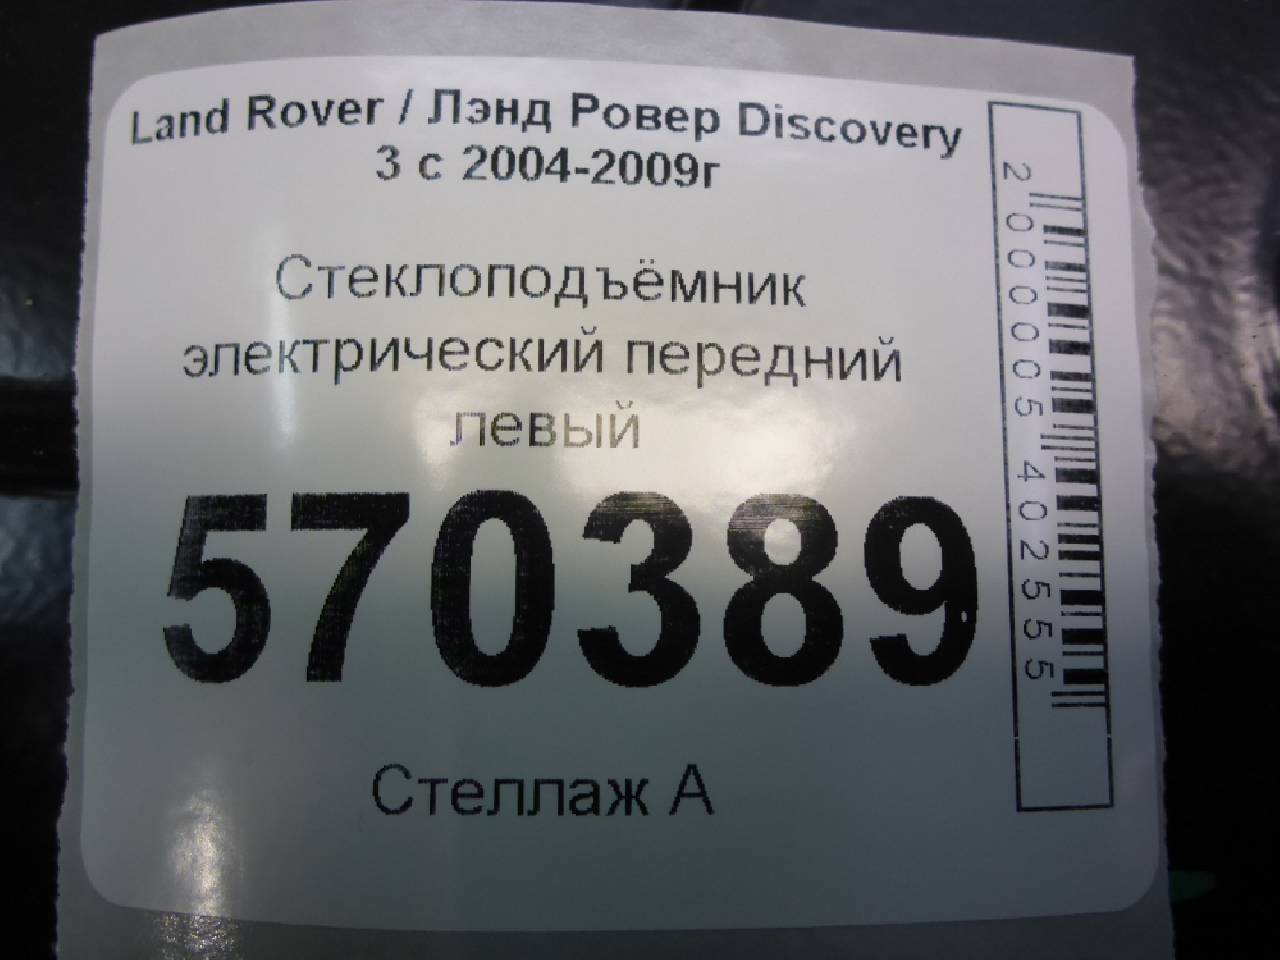 Land Rover / Лэнд Ровер Discovery
3 с 2004-2009г
Стеклоподъёмник
электрический передний
левый
570389
Стеллаж А
2000005402555